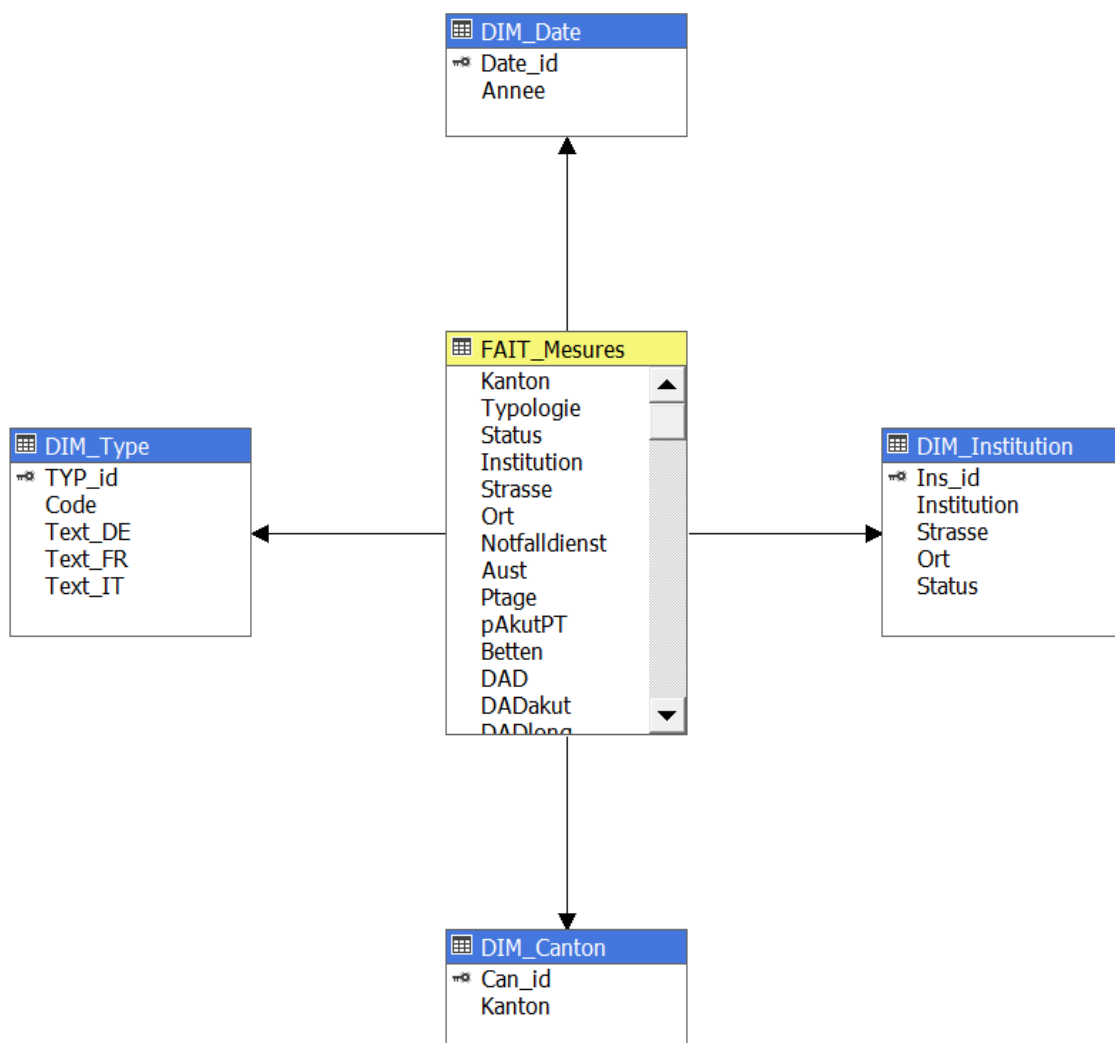 DIM_Date
Date_id
Annee
FAIT_Mesures
Kanton
Typologie
Status
Institution
Strasse
Ort
Notfalldienst
Aust
Ptage
pAkutPT
Betten
DAD
DADakut
DADlong
DIM_Type
TYP_id
Code
Text_DE
Text_FR
Text_IT
DIM_Institution
Ins_id
Institution
Strasse
Ort
Status
DIM_Canton
Can_id
Kanton